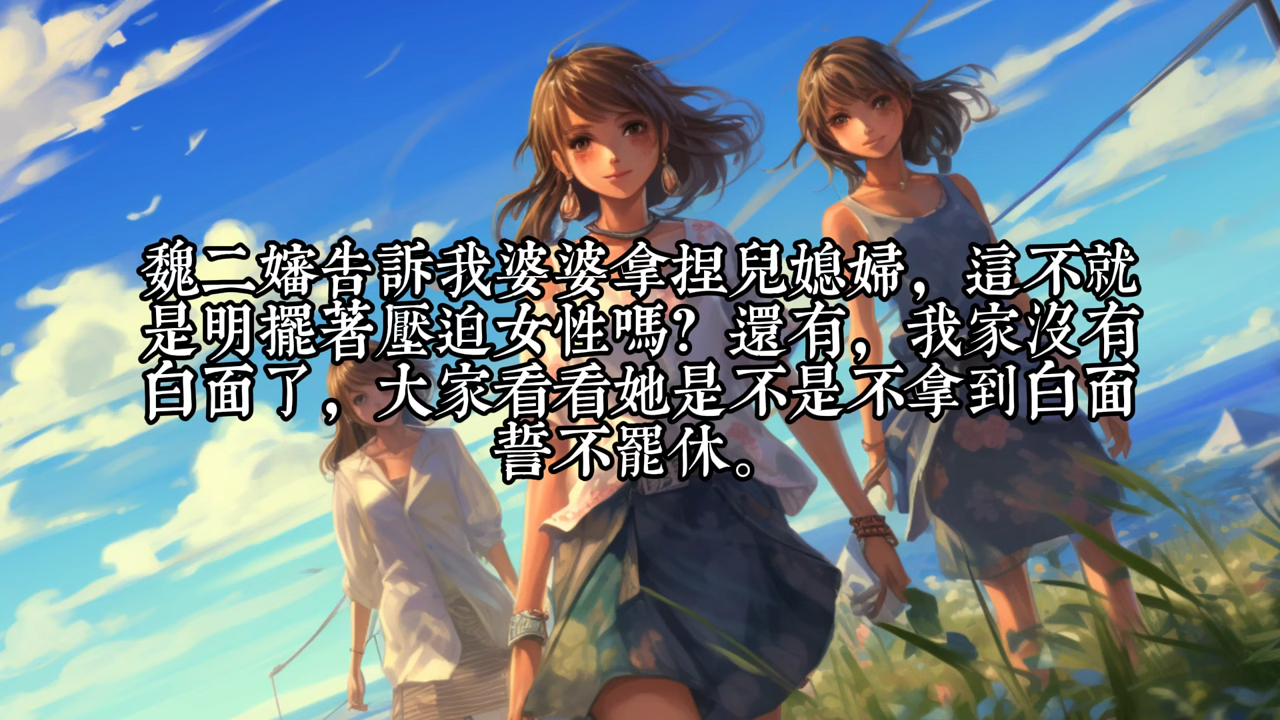 魏二嬸告訴我婆婆拿捏兒媳婦，這不就
是明擺著壓迫女性嗎？還有，我家沒有
白面了，大家看看她是不是不拿到白面
誓不罷休。